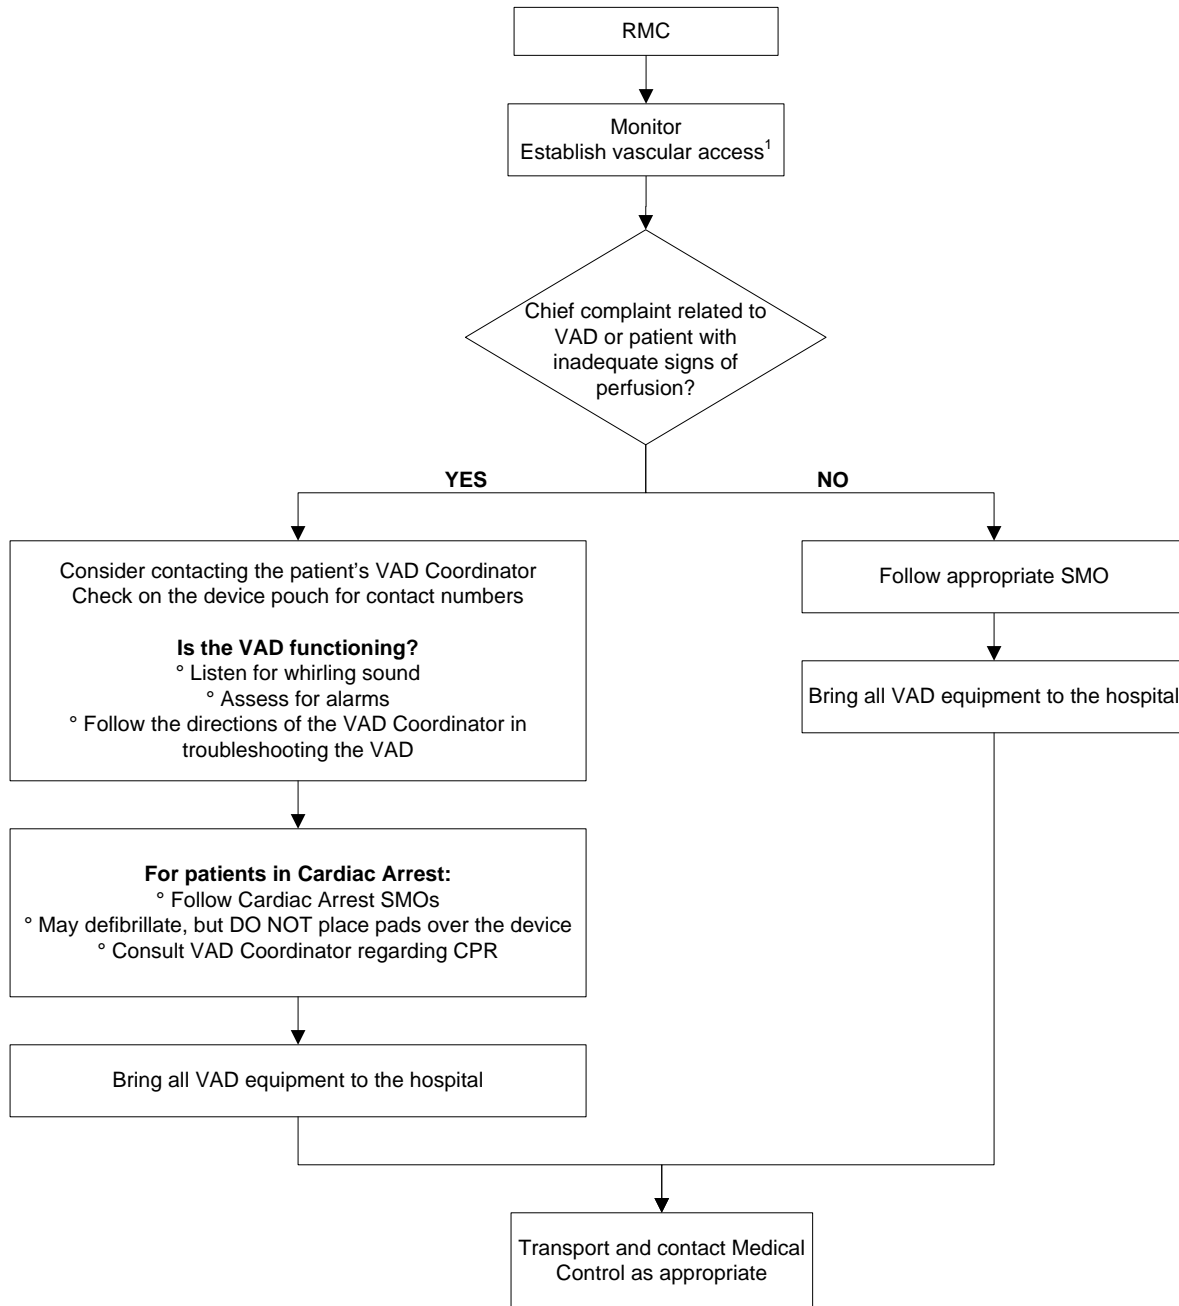 RMC
Monitor
Establish vascular access1
Chief complaint related to
VAD or patient with
inadequate signs of
perfusion?
YES
NO
Consider contacting the patient’s VAD Coordinator
Check on the device pouch for contact numbers
Is the VAD functioning?
° Listen for whirling sound
° Assess for alarms
° Follow the directions of the VAD Coordinator in
troubleshooting the VAD
For patients in Cardiac Arrest:
° Follow Cardiac Arrest SMOs
° May defibrillate, but DO NOT place pads over the device
° Consult VAD Coordinator regarding CPR
Bring all VAD equipment to the hospital
Follow appropriate SMO
Bring all VAD equipment to the hospital
Transport and contact Medical
Control as appropriate